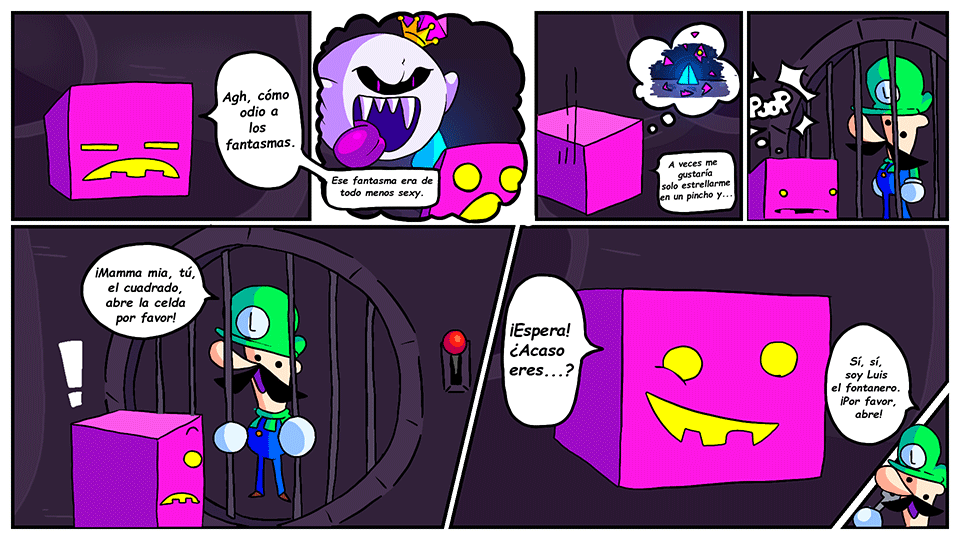 Agh, cómo
odio a
los
fantasmas.
Ese fantasma era de
todo menos sexy.
A veces me
gustaría
solo estrellarme
en un pincho y...
PJOP
L
¡Mamma mia, tú,
el cuadrado,
abre la celda
por favor!
L
!
¡Espera!
¿Acaso
eres...?
Sí, sí,
soy Luis
el fontanero.
¡Por favor,
abre!
L